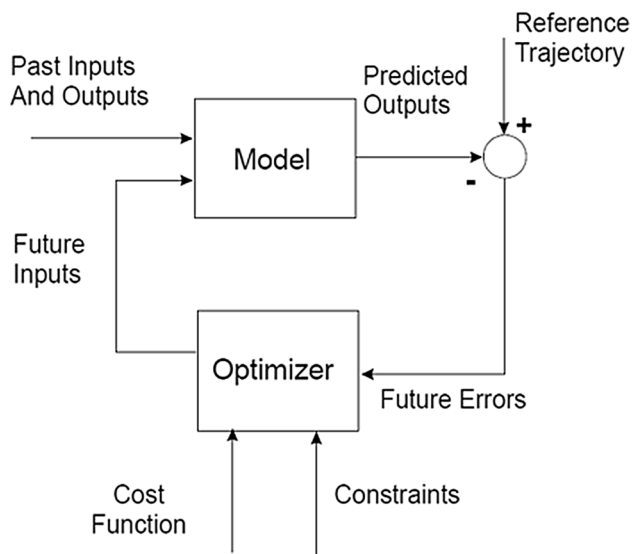 Reference
Trajectory
Past Inputs
And Outputs
Predicted
Outputs
+
Model
-
Future
Inputs
Optimizer
Future Errors
Cost
Function
Constraints